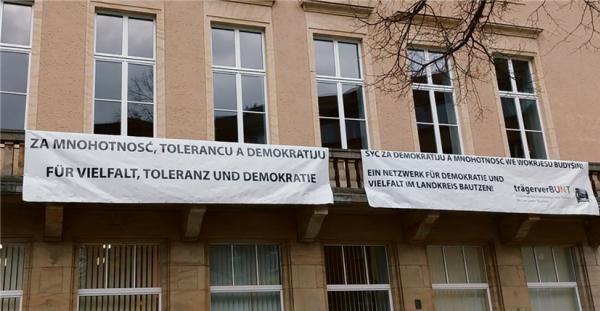 ZA MNOHOTNOSĆ, TOLERANCU A DEMOKRATIJU
FÜR VIELFALT, TOLERANZ UND DEMOKRATIE
SYĆ ZA DEMOKRATIJU A MNOHOTNOSĆ WE WOKRJESU BUDYŠIN!
EIN NETZWERK FÜR DEMOKRATIE UND
VIELFALT IM LANDKREIS BAUTZEN!
trägerverBUNT